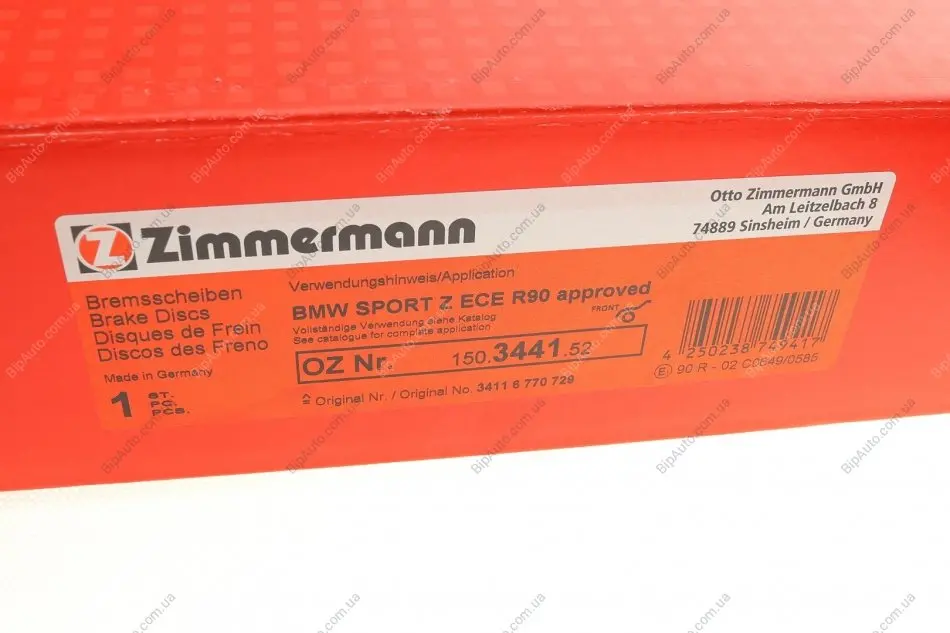 Zimmermann
Otto Zimmermann GmbH
Am Leitzelbach 8
74889 Sinsheim / Germany
Bremsscheiben
Brake Discs
Disques de Frein
Discos des Freno
Made in Germany
1 ST.
PC.
PCS.
Verwendungshinweis/Application
BMW SPORT Z ECE R90 approved
Vollständige Verwendung siehe Katalog
See catalogue for complete application
FRONT
OZ Nr. 150.3441.52
≙ Original Nr. / Original No. 3411 6 770 729
4 250238 749417
E1 90 R - 02 C0649/0586
BipAuto.com.ua